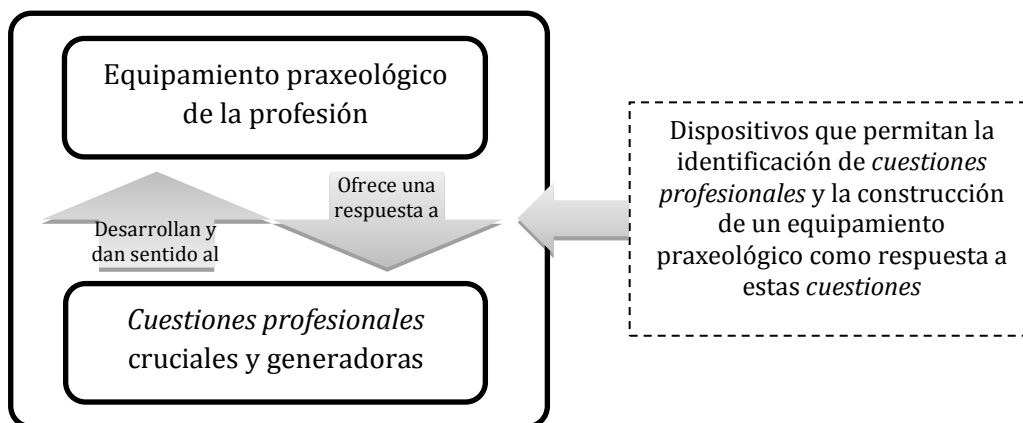 Equipamiento praxeológico
de la profesión
Ofrece una
respuesta a
Desarrollan y
dan sentido al
Cuestiones profesionales
cruciales y generadoras
Dispositivos que permitan la
identificación de cuestiones
profesionales y la construcción
de un equipamiento
praxeológico como respuesta a
estas cuestiones